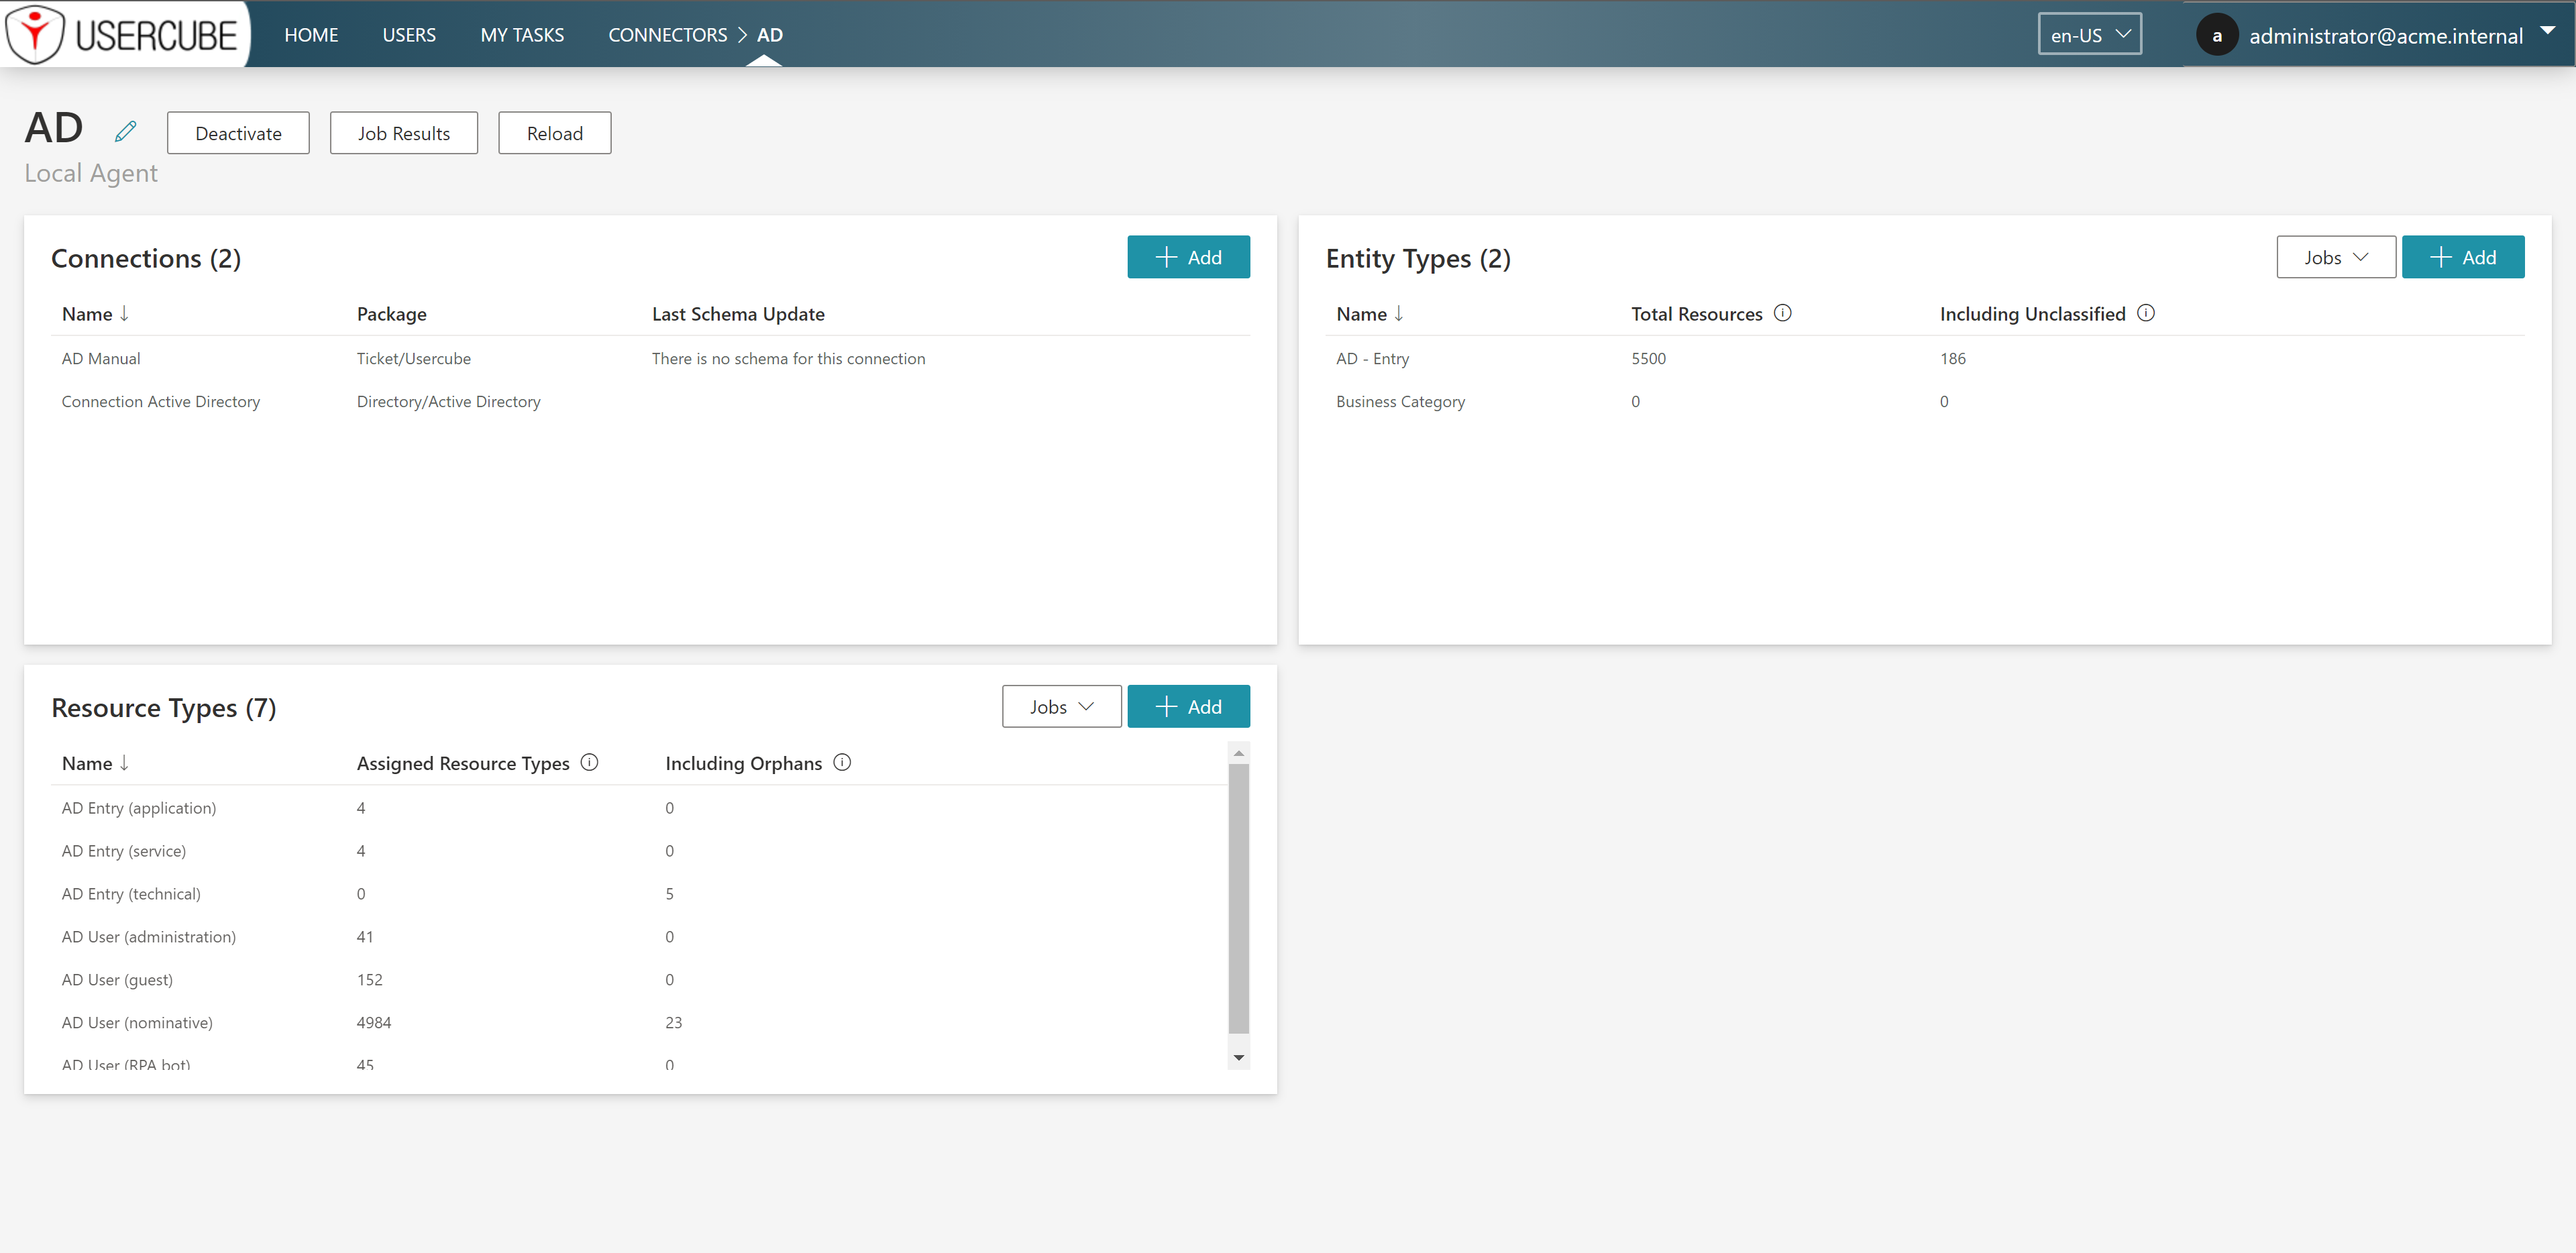 USERCUBE HOME USERS MY TASKS CONNECTORS > AD en-US a administrator@acme.internal
AD Deactivate Job Results Reload
Local Agent
Connections (2) + Add
Name ↓ Package Last Schema Update
AD Manual Ticket/Usercube There is no schema for this connection
Connection Active Directory Directory/Active Directory
Entity Types (2) Jobs + Add
Name ↓ Total Resources Including Unclassified
AD - Entry 5500 186
Business Category 0 0
Resource Types (7) Jobs + Add
Name ↓ Assigned Resource Types Including Orphans
AD Entry (application) 4 0
AD Entry (service) 4 0
AD Entry (technical) 0 5
AD User (administration) 41 0
AD User (guest) 152 0
AD User (nominative) 4984 23
AD User (RPA bot) 45 0